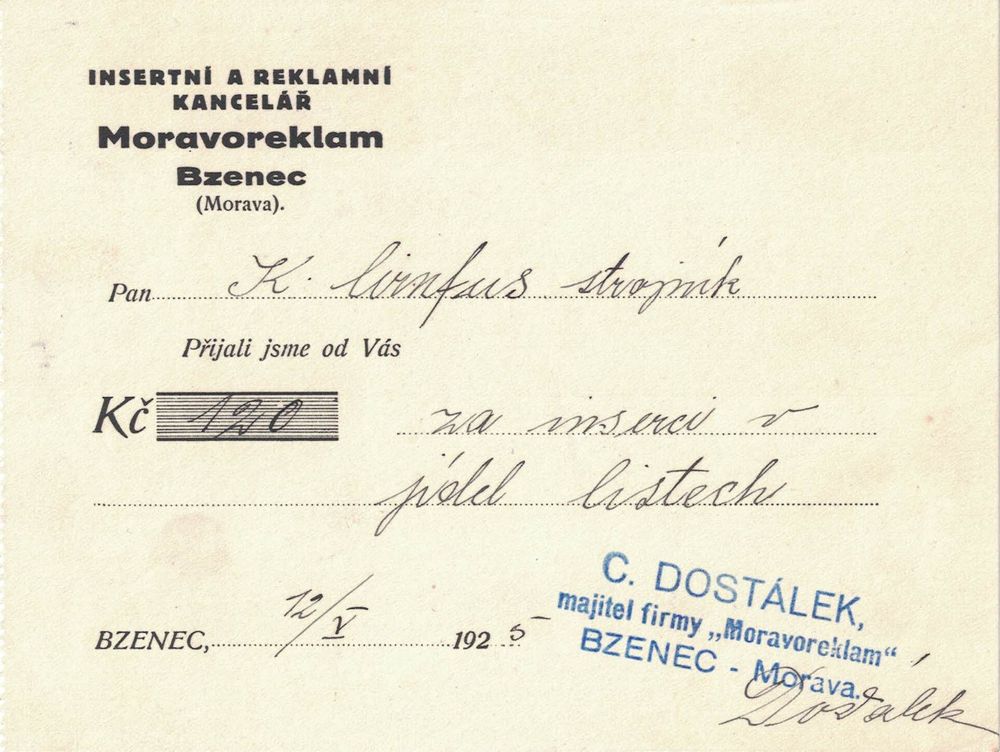 INSERTNÍ A REKLAMNÍ
KANCELÁŘ
Moravoreklam
Bzenec
(Morava).
Pan K. strojník
Přijali jsme od Vás
Kč 120 za inserci v
jídel listech
BZENEC, 12/V 1925
C. DOSTÁLEK,
majitel firmy „Moravoreklam“
BZENEC - Morava.
Dostálek